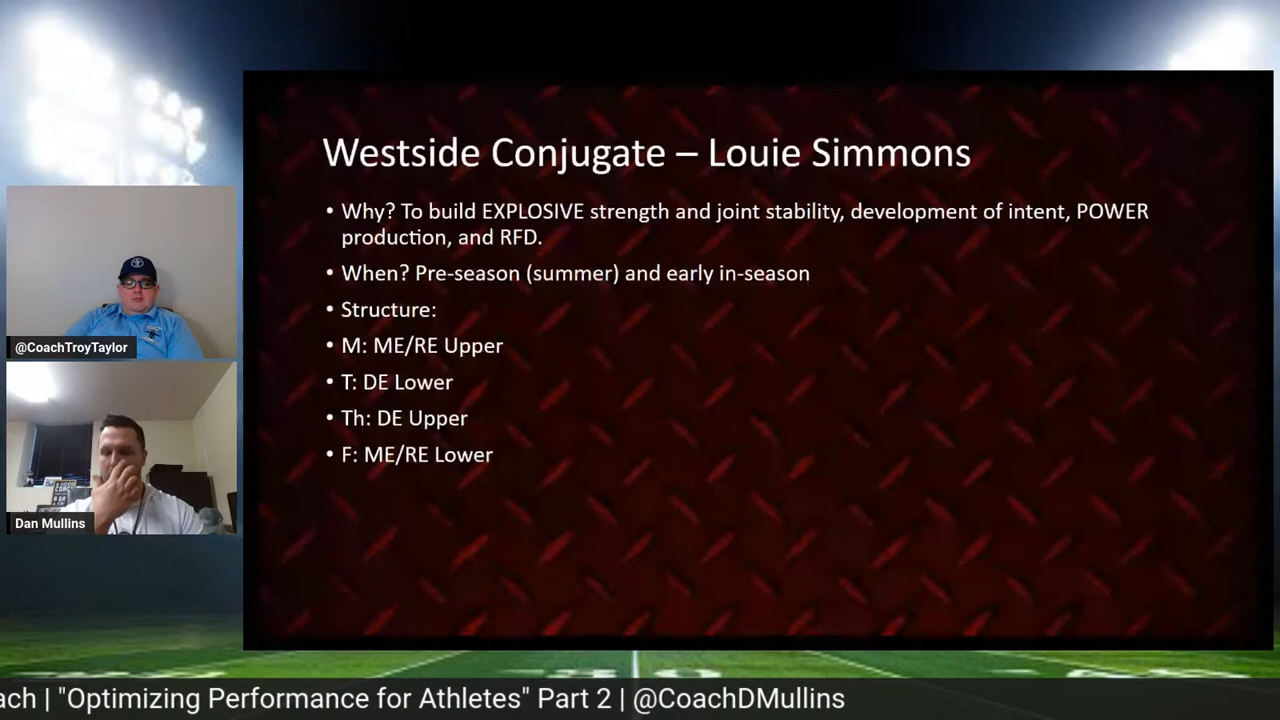 Westside Conjugate – Louie Simmons
• Why? To build EXPLOSIVE strength and joint stability, development of intent, POWER
production, and RFD.
• When? Pre-season (summer) and early in-season
• Structure:
• M: ME/RE Upper
• T: DE Lower
• Th: DE Upper
• F: ME/RE Lower
@CoachTroyTaylor
Dan Mullins
ach | "Optimizing Performance for Athletes" Part 2 | @CoachDMullins